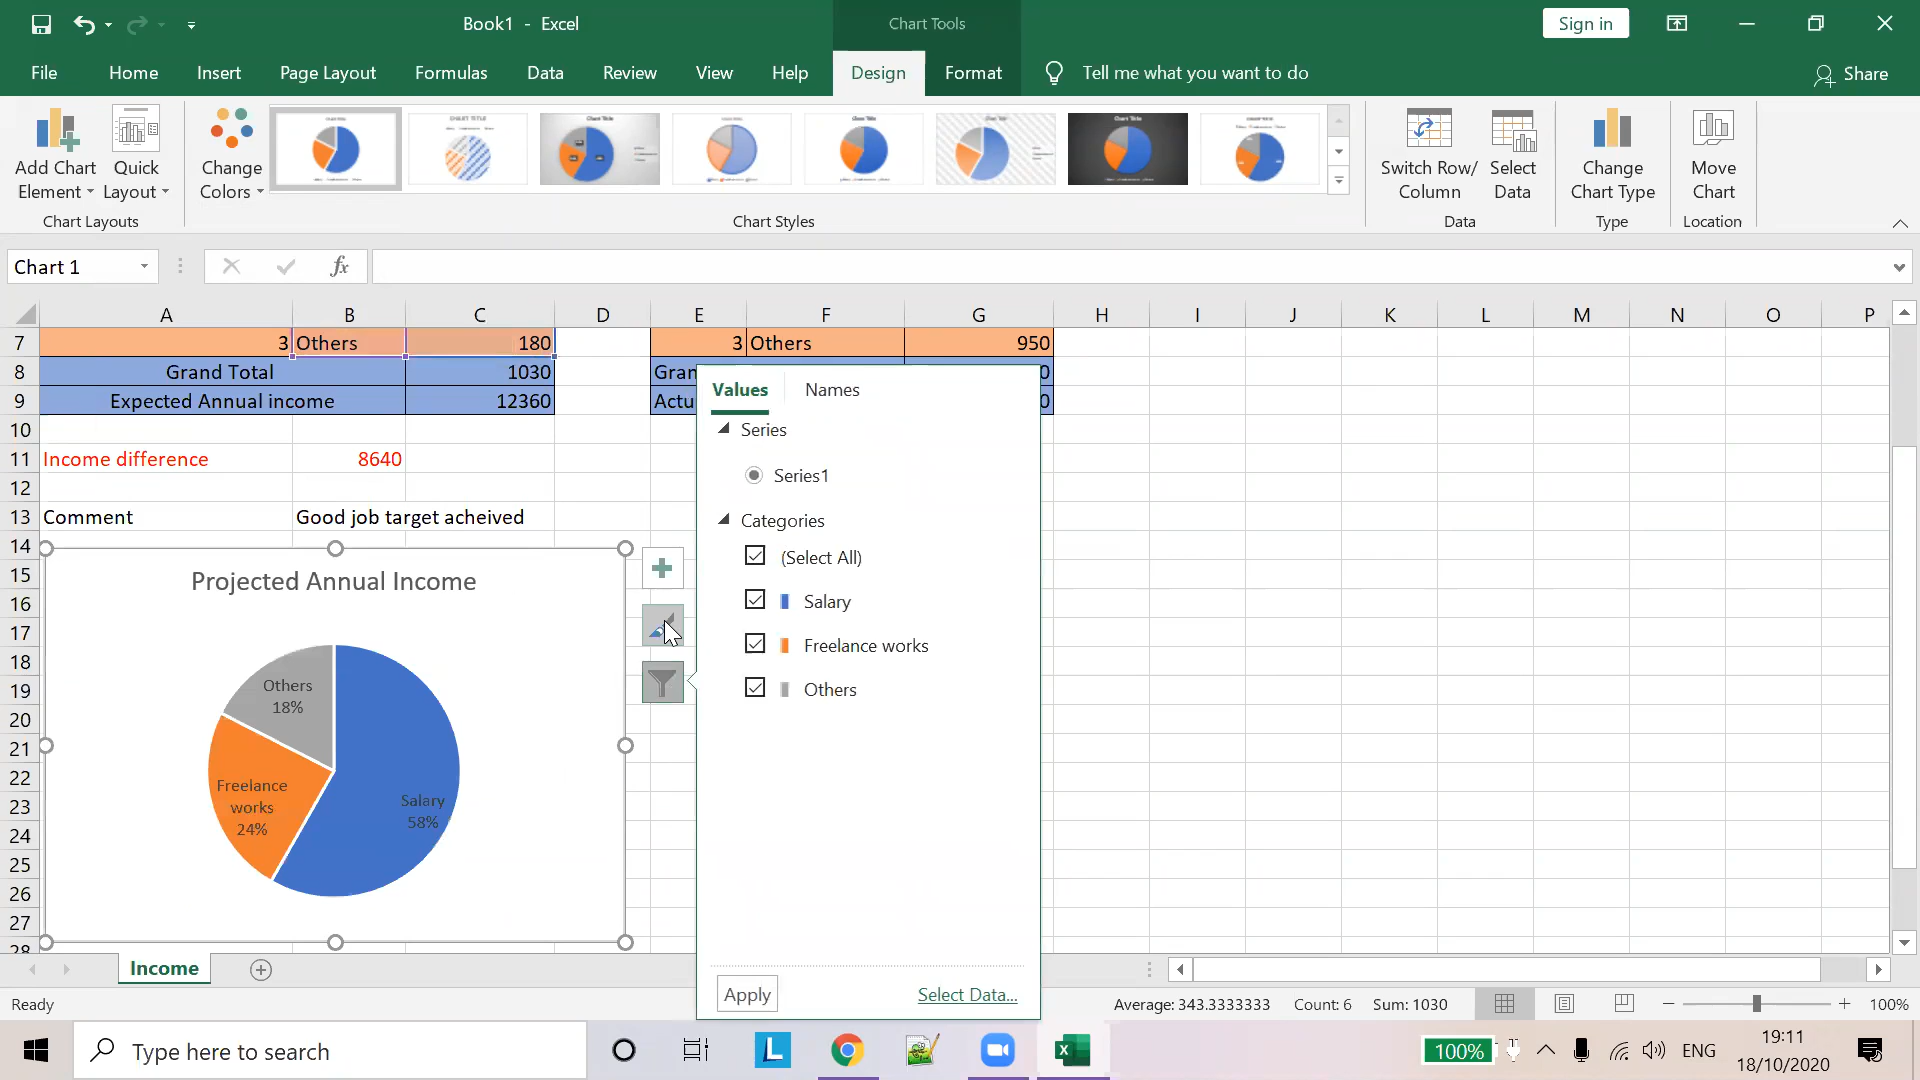 Book1 - Excel
Chart Tools
Sign in
File
Home
Insert
Page Layout
Formulas
Data
Review
View
Help
Design
Format
Tell me what you want to do
Share
Add Chart Element
Quick Layout
Change Colors
Switch Row/ Column
Select Data
Change Chart Type
Move Chart
Chart Layouts
Chart Styles
Data
Type
Location
Chart 1
fx
A B C D E F G H I J K L M N O P
7 3 Others 180 3 Others 950
8 Grand Total 1030 Gran 0
9 Expected Annual income 12360 Actu 0
10
11 Income difference 8640
12
13 Comment Good job target acheived
14
15
16
17
18
19
20
21
22
23
24
25
26
27
28
Projected Annual Income
Others
18%
Freelance
works
24%
Salary
58%
Values Names
Series
Series1
Categories
(Select All)
Salary
Freelance works
Others
Apply
Select Data...
Income
Ready
Average: 343.3333333 Count: 6 Sum: 1030
100%
Type here to search
L
X
100%
ENG
19:11
18/10/2020